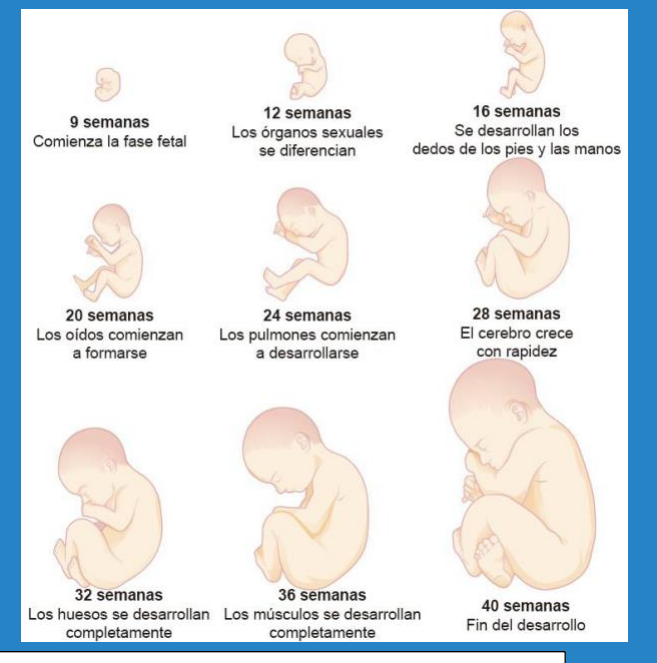 9 semanas
Comienza la fase fetal
12 semanas
Los órganos sexuales
se diferencian
16 semanas
Se desarrollan los
dedos de los pies y las manos
20 semanas
Los oídos comienzan
a formarse
24 semanas
Los pulmones comienzan
a desarrollarse
28 semanas
El cerebro crece
con rapidez
32 semanas
Los huesos se desarrollan
completamente
36 semanas
Los músculos se desarrollan
completamente
40 semanas
Fin del desarrollo